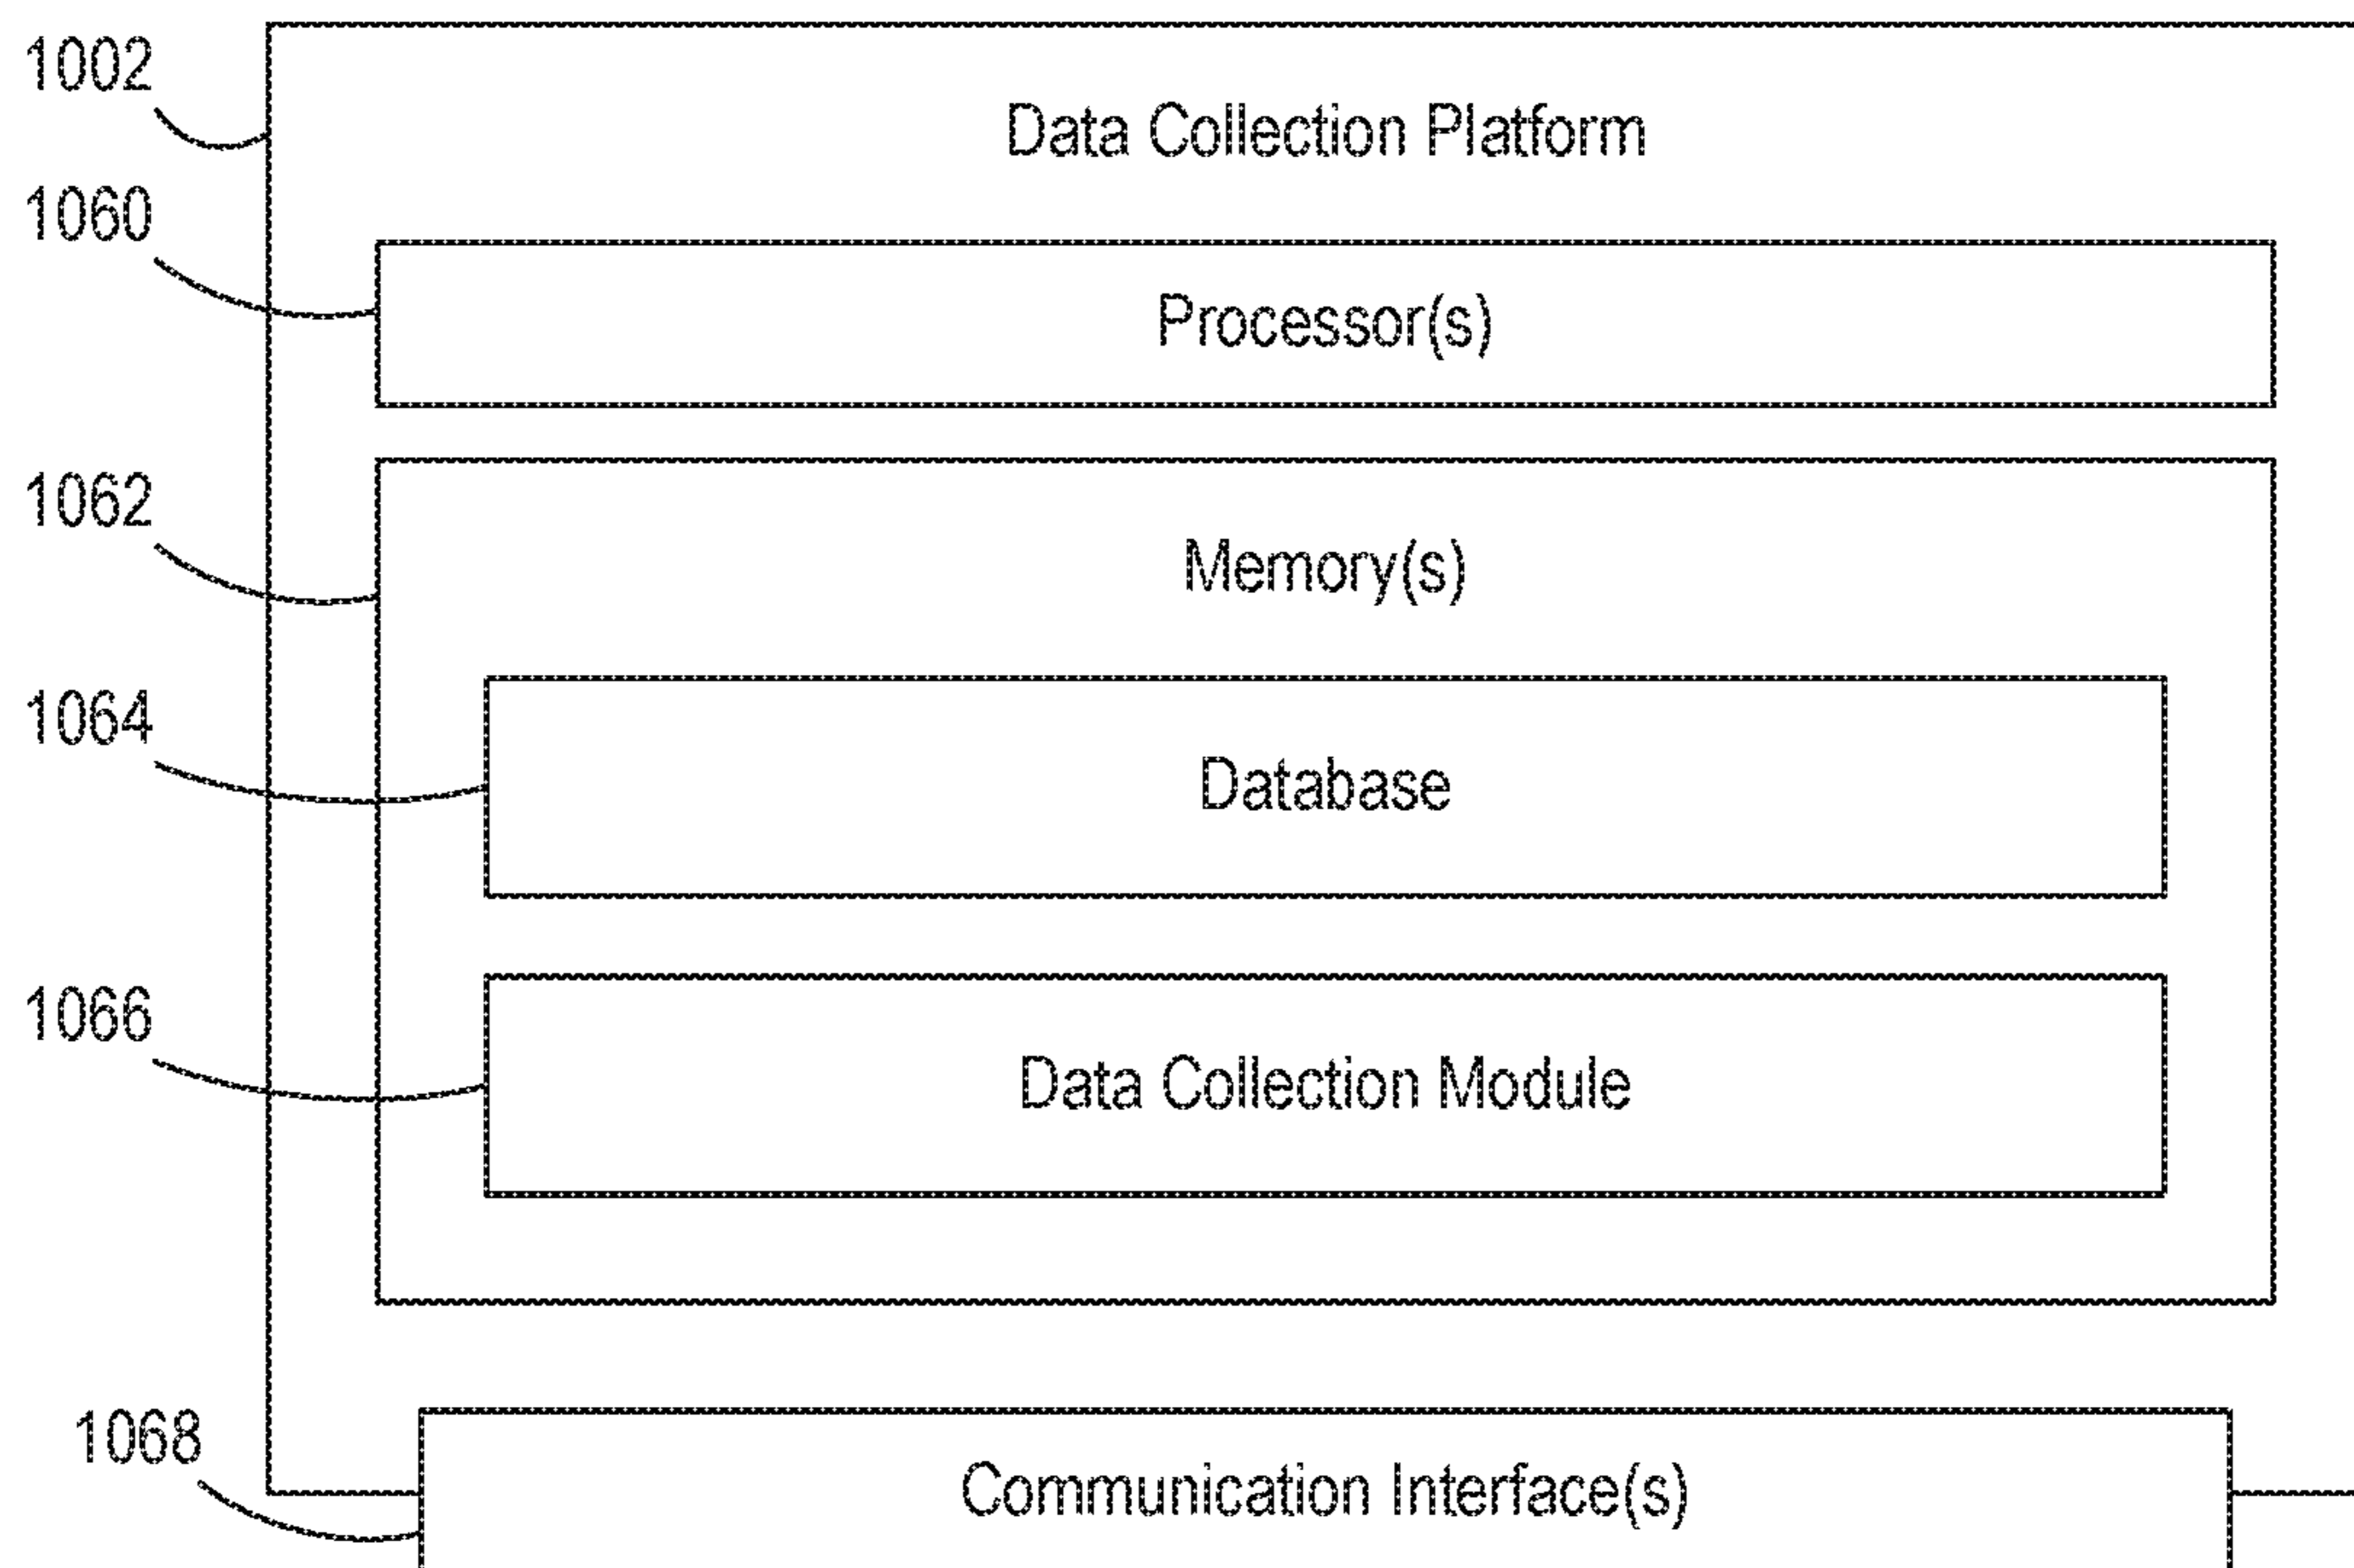 1002
Data Collection Platform
1060
Processor(s)
1062
Memory(s)
1064
Database
1066
Data Collection Module
1068
Communication Interface(s)